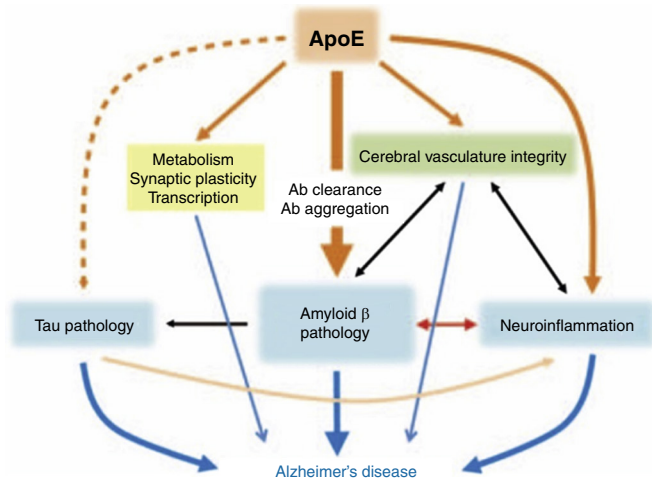 ApoE
Metabolism
Synaptic plasticity
Transcription
Cerebral vasculature integrity
Ab clearance
Ab aggregation
Tau pathology
Amyloid β
pathology
Neuroinflammation
Alzheimer's disease